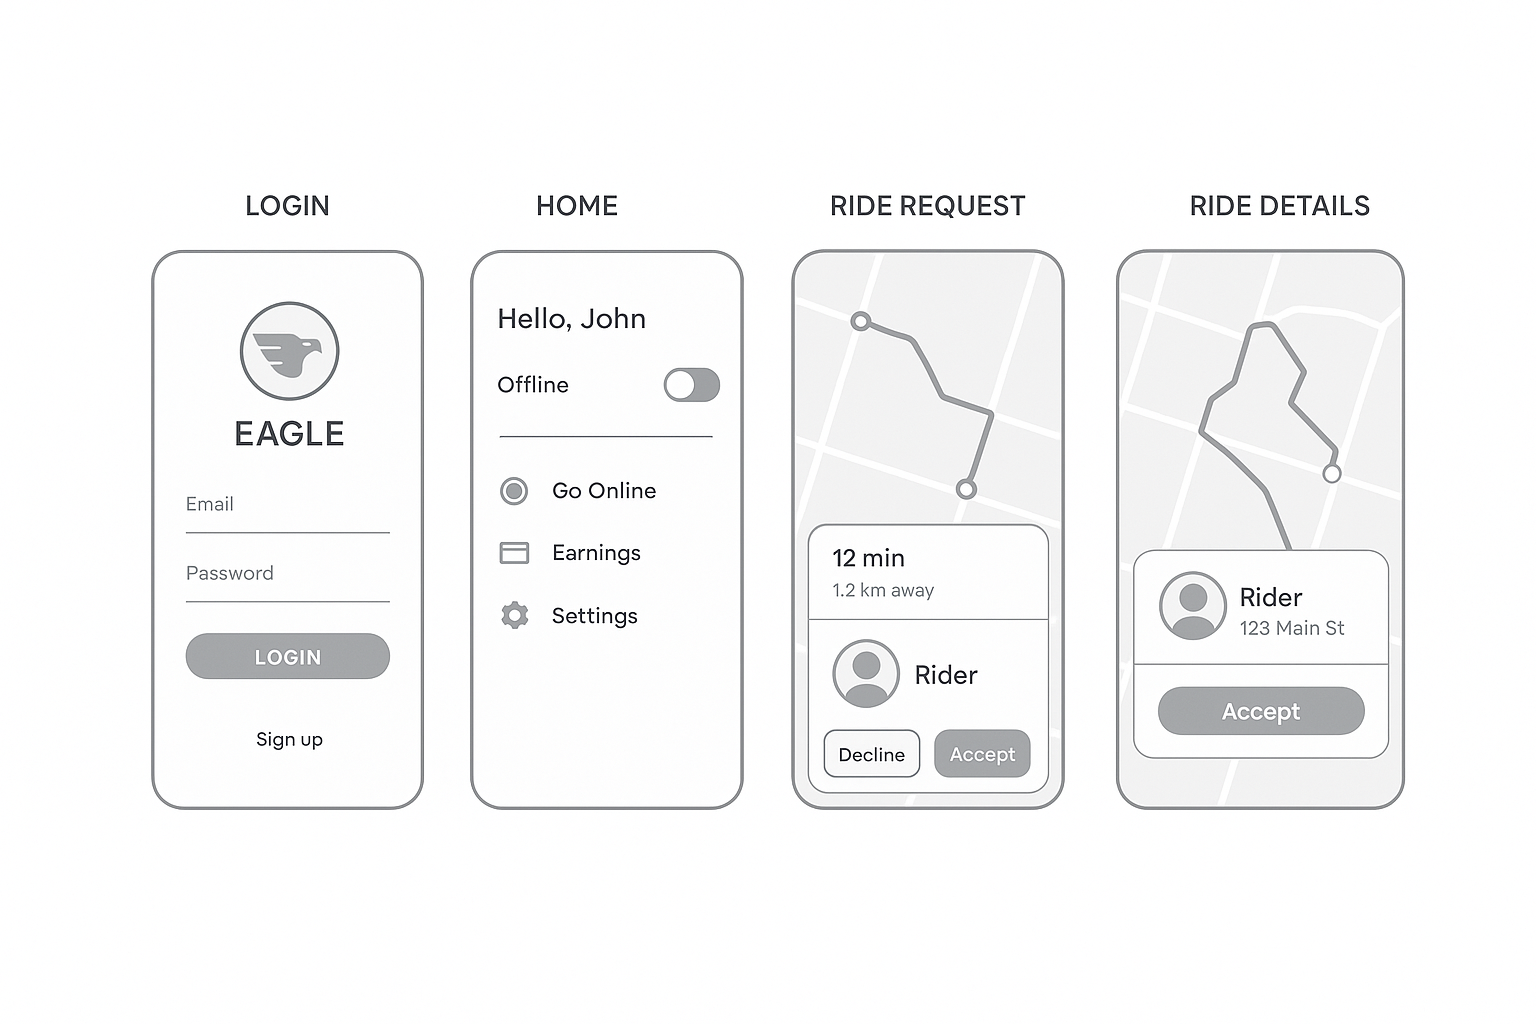 LOGIN
EAGLE
Email
Password
LOGIN
Sign up
HOME
Hello, John
Offline
Go Online
Earnings
Settings
RIDE REQUEST
12 min
1.2 km away
Rider
Decline
Accept
RIDE DETAILS
Rider
123 Main St
Accept